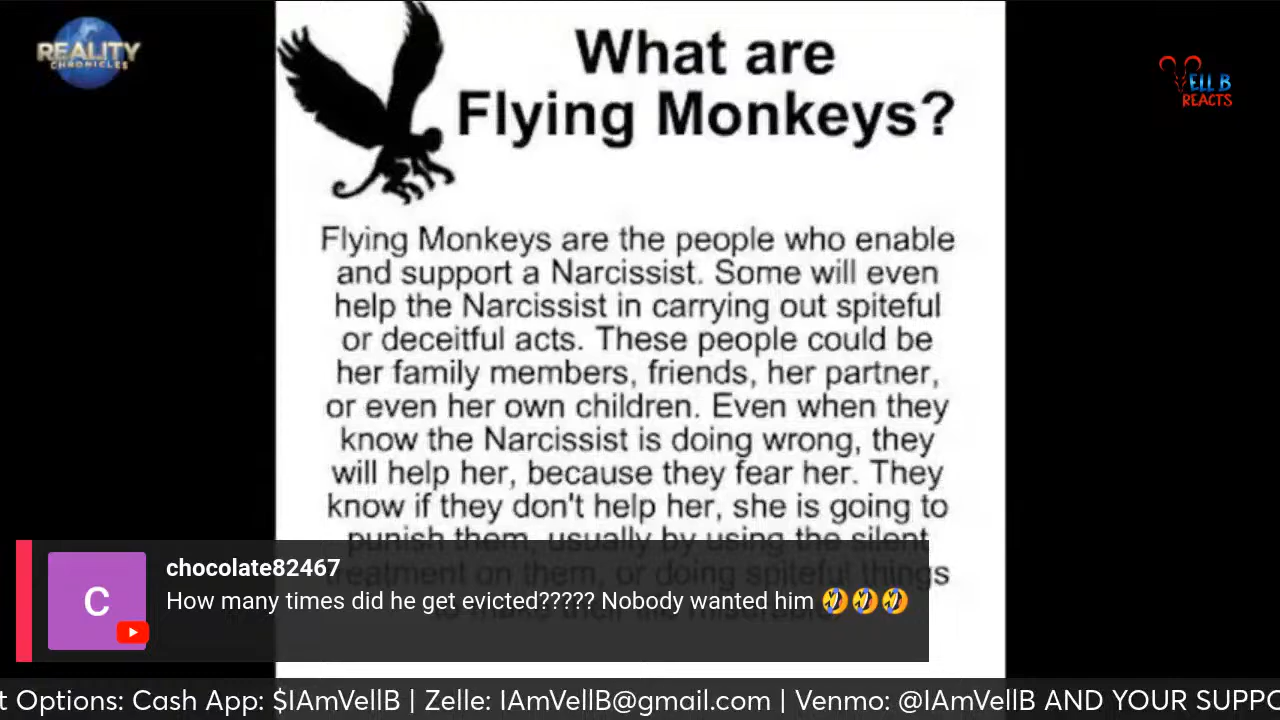 REALITY
CHRONICLES
What are
Flying Monkeys?
VELL B
REACTS
Flying Monkeys are the people who enable
and support a Narcissist. Some will even
help the Narcissist in carrying out spiteful
or deceitful acts. These people could be
her family members, friends, her partner,
or even her own children. Even when they
know the Narcissist is doing wrong, they
will help her, because they fear her. They
know if they don't help her, she is going to
punish them, usually by using the silent
treatment on them, or doing spiteful things
chocolate82467
C
How many times did he get evicted????? Nobody wanted him 🤣🤣🤣
t Options: Cash App: $IAmVellB | Zelle: IAmVellB@gmail.com | Venmo: @IAmVellB AND YOUR SUPPO